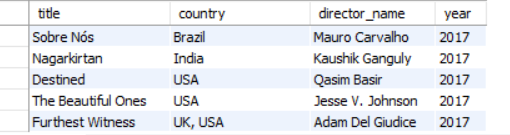 title country director_name year
Sobre Nós Brazil Mauro Carvalho 2017
Nagarkirtan India Kaushik Ganguly 2017
Destined USA Qasim Basir 2017
The Beautiful Ones USA Jesse V. Johnson 2017
Furthest Witness UK, USA Adam Del Giudice 2017